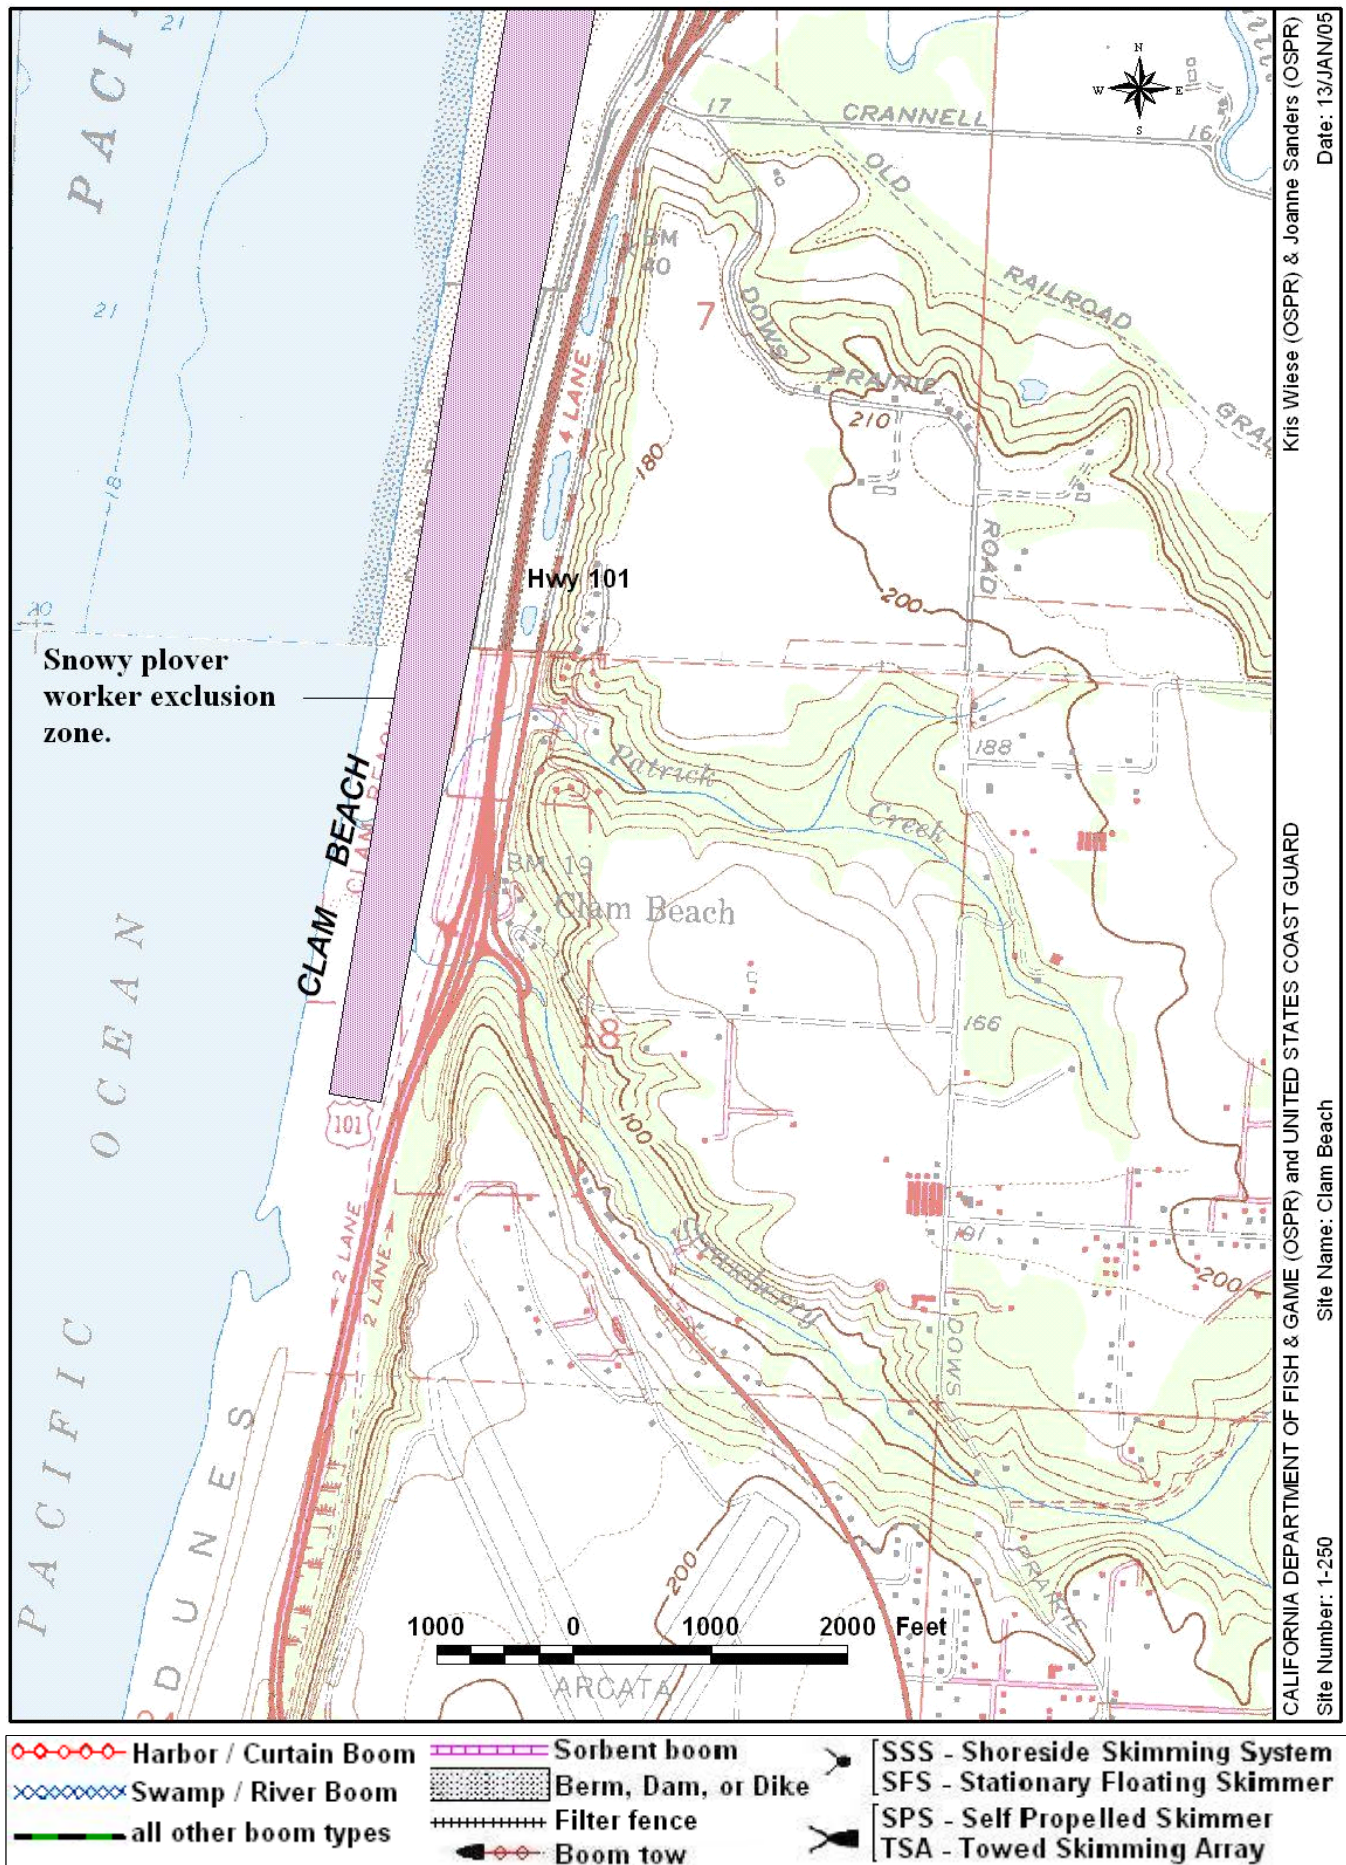 21
PACI
17
CRANNELL
16
N
W
E
S
OLD
RAILROAD
GRAD
BM
40
7
DOWS
PRAIRIE
210
4 LANE
180
21
18
ROAD
Hwy 101
200
20
Snowy plover
worker exclusion
zone.
Patrick
Creek
188
CLAM BEACH
CLAM BEAC
BM 19
Clam Beach
166
18
OCEAN
101
100
2 LANE
2 LANE
Strawberry
191
200
DOWS
PACIFIC
DUNES
200
PRAIRIE
1000 0 1000 2000 Feet
ARCATA
Kris Wiese (OSPR) & Joanne Sanders (OSPR)
Date: 13/JAN/05
CALIFORNIA DEPARTMENT OF FISH & GAME (OSPR) and UNITED STATES COAST GUARD
Site Name: Clam Beach
Site Number: 1-250
Harbor / Curtain Boom
Swamp / River Boom
all other boom types
Sorbent boom
Berm, Dam, or Dike
Filter fence
Boom tow
SSS - Shoreside Skimming System
SFS - Stationary Floating Skimmer
SPS - Self Propelled Skimmer
TSA - Towed Skimming Array